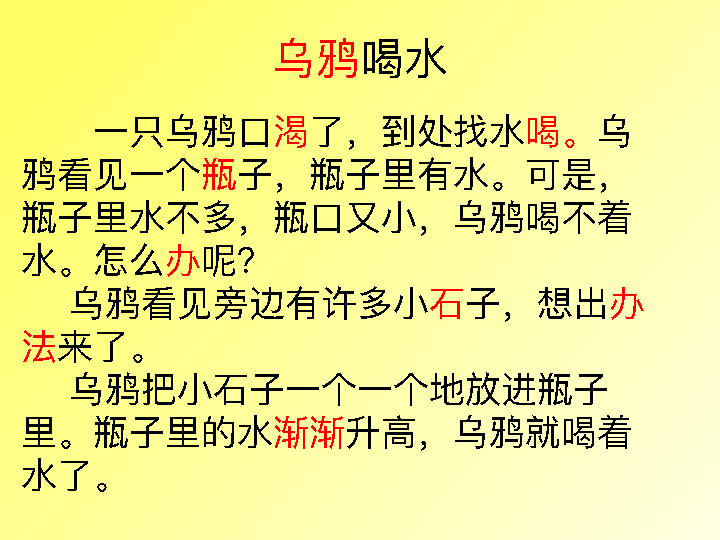 乌鸦喝水
一只乌鸦口渴了，到处找水喝。乌
鸦看见一个瓶子，瓶子里有水。可是，
瓶子里水不多，瓶口又小，乌鸦喝不着
水。怎么办呢？
乌鸦看见旁边有许多小石子，想出办
法来了。
乌鸦把小石子一个一个地放进瓶子
里。瓶子里的水渐渐升高，乌鸦就喝着
水了。